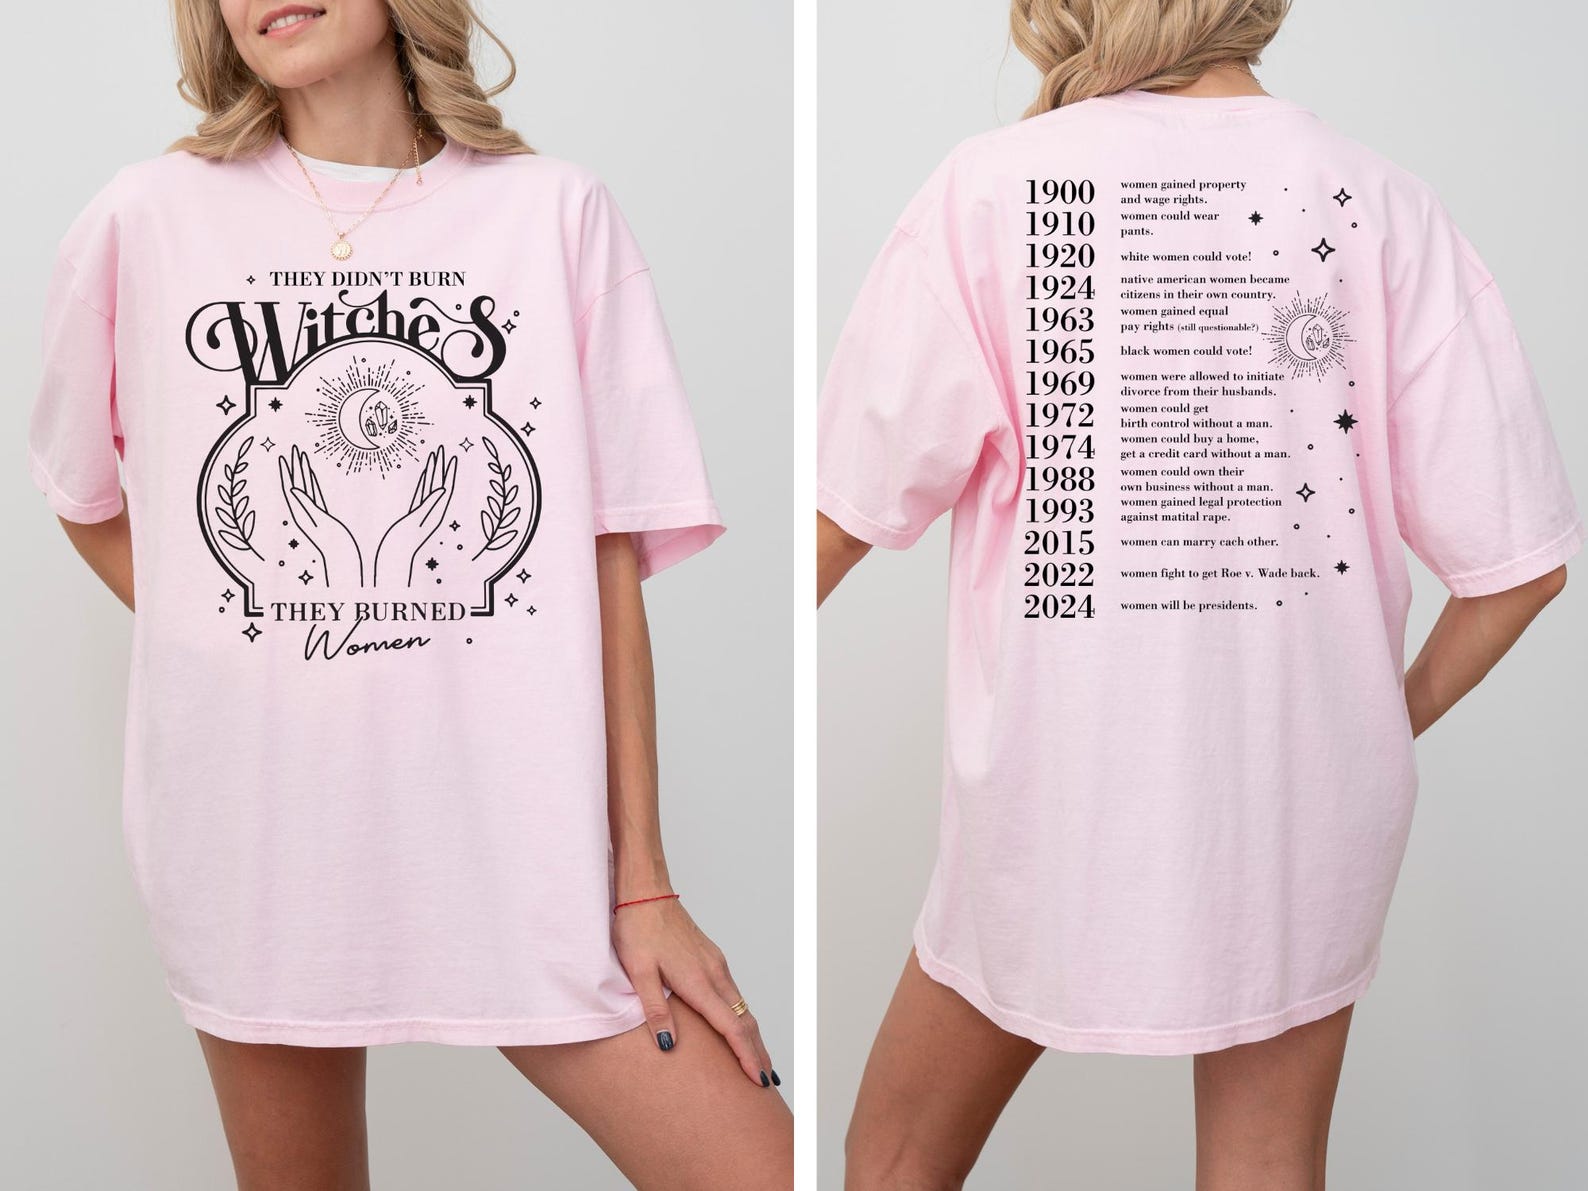 THEY DIDN'T BURN
Witches
THEY BURNED
Women
1900 women gained property
and wage rights.
1910 women could wear
pants.
1920 white women could vote!
1924 native american women became
citizens in their own country.
1963 women gained equal
pay rights (still questionable?)
1965 black women could vote!
1969 women were allowed to initiate
divorce from their husbands.
1972 women could get
birth control without a man.
1974 women could buy a home,
get a credit card without a man.
1988 women could own their
own business without a man.
1993 women gained legal protection
against matital rape.
2015 women can marry each other.
2022 women fight to get Roe v. Wade back.
2024 women will be presidents.